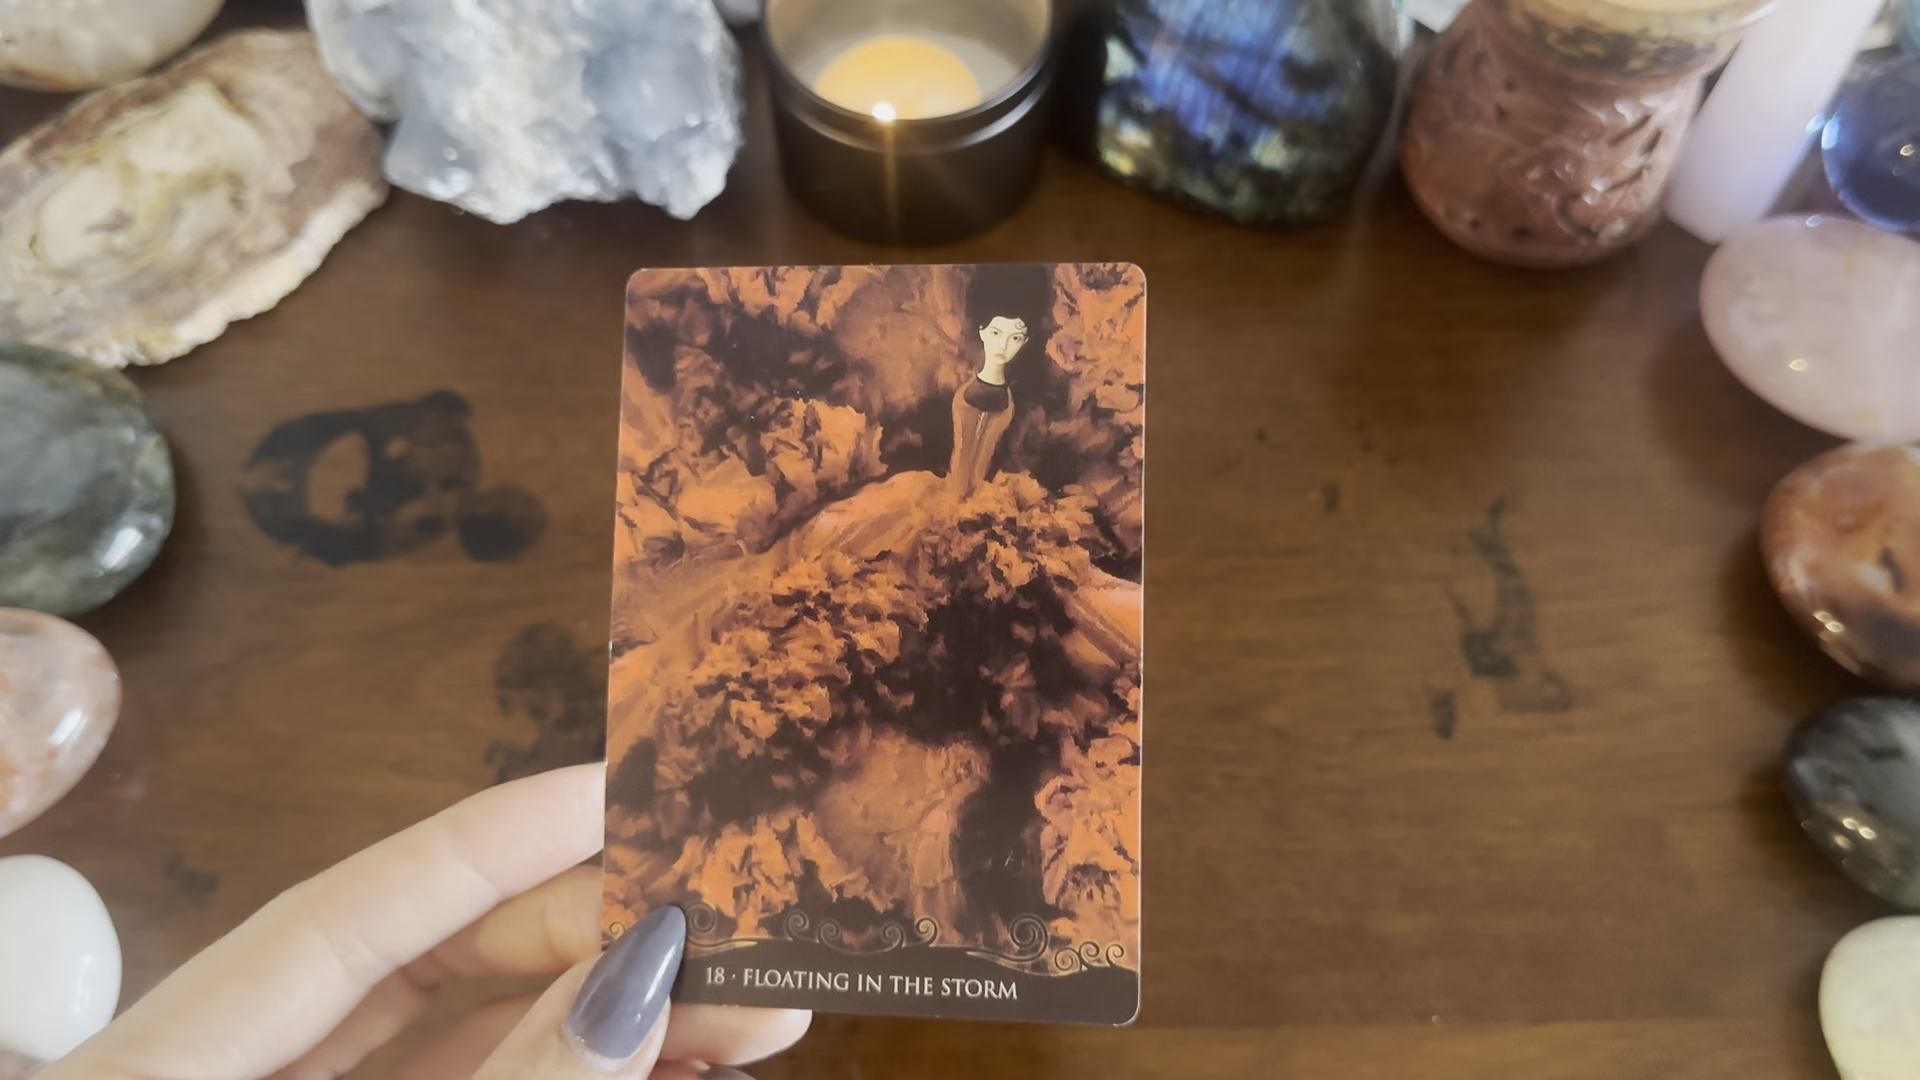 18 · FLOATING IN THE STORM